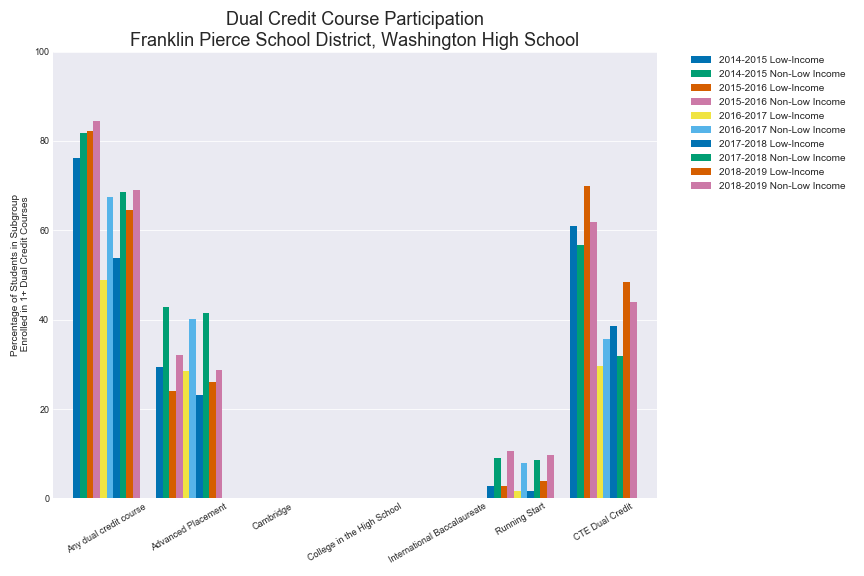 Dual Credit Course Participation
Franklin Pierce School District, Washington High School
Percentage of Students in Subgroup
Enrolled in 1+ Dual Credit Courses
100
80
60
40
20
0
Any dual credit course
Advanced Placement
Cambridge
College in the High School
International Baccalaureate
Running Start
CTE Dual Credit
2014-2015 Low-Income
2014-2015 Non-Low Income
2015-2016 Low-Income
2015-2016 Non-Low Income
2016-2017 Low-Income
2016-2017 Non-Low Income
2017-2018 Low-Income
2017-2018 Non-Low Income
2018-2019 Low-Income
2018-2019 Non-Low Income